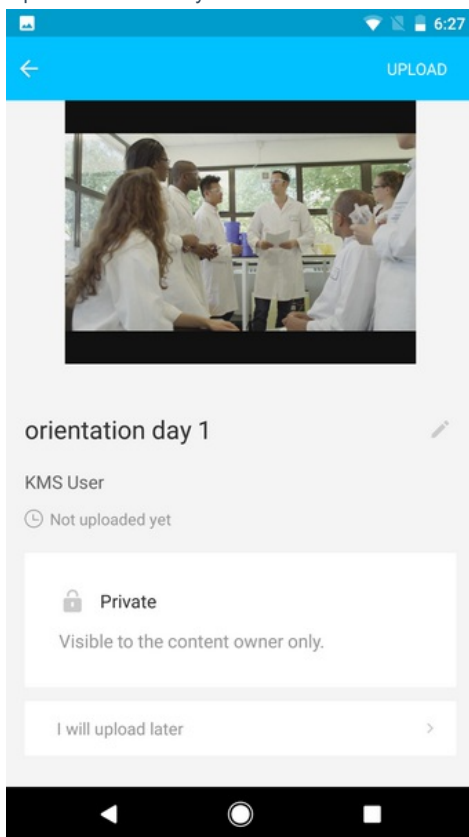 6:27
UPLOAD
orientation day 1
KMS User
Not uploaded yet
Private
Visible to the content owner only.
I will upload later